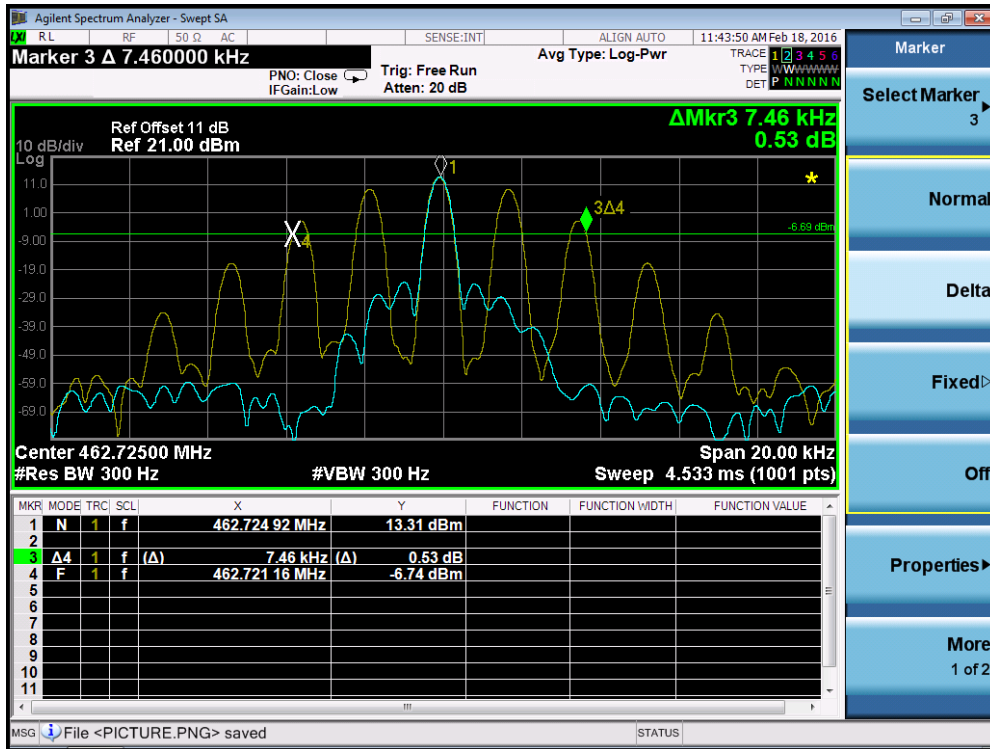 Agilent Spectrum Analyzer - Swept SA
LXI RL RF 50 Ω AC SENSE:INT ALIGN AUTO 11:43:50 AM Feb 18, 2016
Marker 3 Δ 7.460000 kHz
PNO: Close
IFGain:Low
Trig: Free Run
Atten: 20 dB
Avg Type: Log-Pwr
TRACE 1 2 3 4 5 6
TYPE WWWWWW
DET P N N N N N
ΔMkr3 7.46 kHz
0.53 dB
Ref Offset 11 dB
10 dB/div Ref 21.00 dBm
Log
11.0
1.00
-9.00
-19.0
-29.0
-39.0
-49.0
-59.0
-69.0
1
*
3Δ4
4
-6.69 dBm
Center 462.72500 MHz Span 20.00 kHz
#Res BW 300 Hz #VBW 300 Hz Sweep 4.533 ms (1001 pts)
MKR MODE TRC SCL X Y FUNCTION FUNCTION WIDTH FUNCTION VALUE
1 N 1 f 462.724 92 MHz 13.31 dBm
2
3 Δ4 1 f (Δ) 7.46 kHz (Δ) 0.53 dB
4 F 1 f 462.721 16 MHz -6.74 dBm
5
6
7
8
9
10
11
MSG File <PICTURE.PNG> saved STATUS
Marker
Select Marker
3
Normal
Delta
Fixed
Off
Properties
More
1 of 2